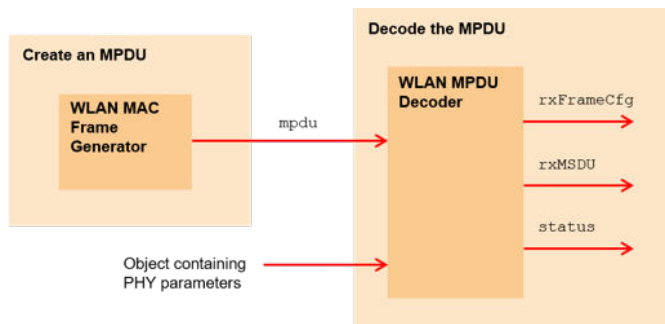 Create an MPDU
WLAN MAC
Frame
Generator
mpdu
Object containing
PHY parameters
Decode the MPDU
WLAN MPDU
Decoder
rxFrameCfg
rxMSDU
status